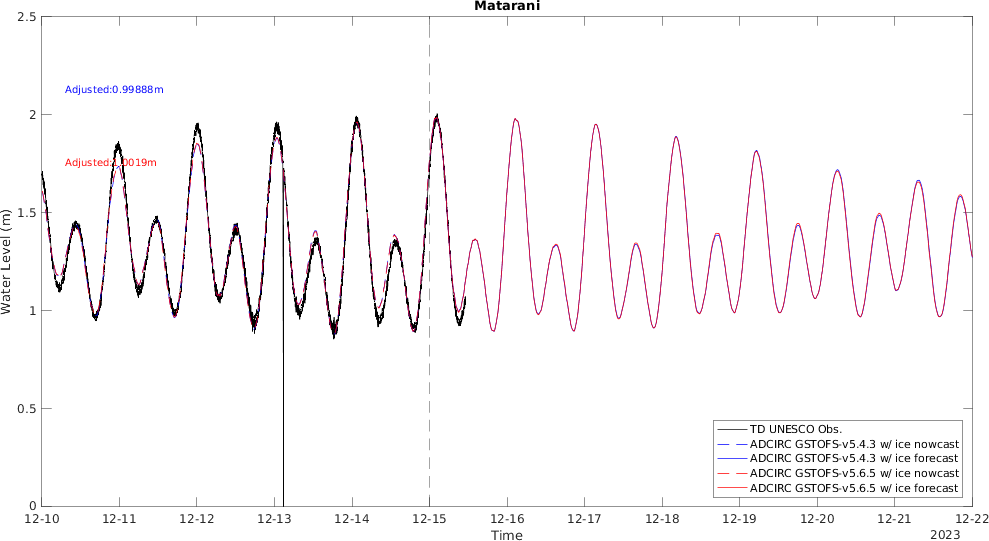 Matarani
2.5
2
1.5
1
0.5
0
Water Level (m)
Adjusted:0.99888m
Adjusted: 0019m
12-10
12-11
12-12
12-13
12-14
12-15
12-16
12-17
12-18
12-19
12-20
12-21
12-22
Time
2023
TD UNESCO Obs.
ADCIRC GSTOFS-v5.4.3 w/ ice nowcast
ADCIRC GSTOFS-v5.4.3 w/ ice forecast
ADCIRC GSTOFS-v5.6.5 w/ ice nowcast
ADCIRC GSTOFS-v5.6.5 w/ ice forecast